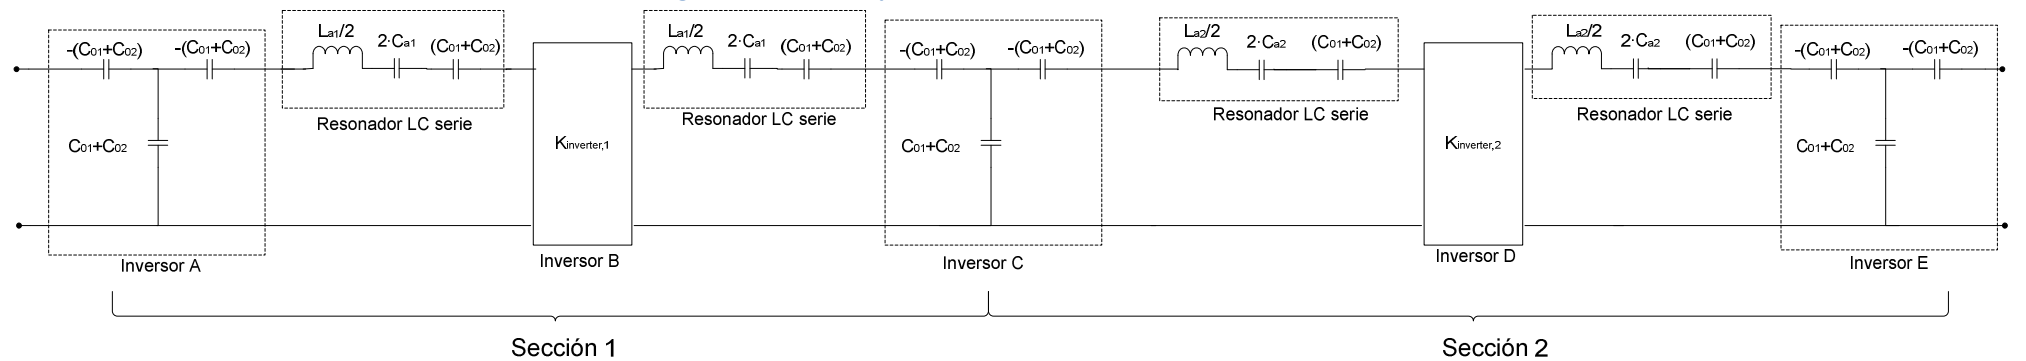 -(C01+C02)
-(C01+C02)
C01+C02
Inversor A
La1/2
2·Ca1
(C01+C02)
Resonador LC serie
Kinverter,1
Inversor B
La1/2
2·Ca1
(C01+C02)
Resonador LC serie
-(C01+C02)
-(C01+C02)
C01+C02
Inversor C
La2/2
2·Ca2
(C01+C02)
Resonador LC serie
Kinverter,2
Inversor D
La2/2
2·Ca2
(C01+C02)
Resonador LC serie
-(C01+C02)
-(C01+C02)
C01+C02
Inversor E
Sección 1
Sección 2